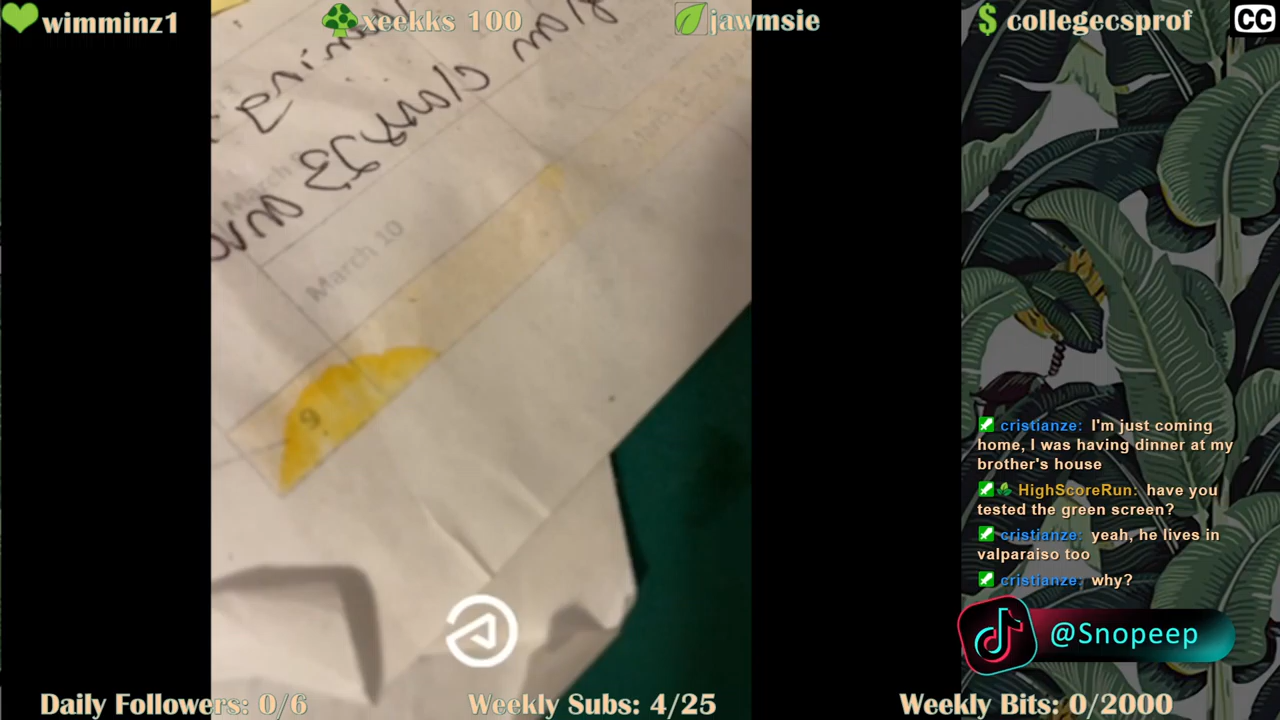 wimminz1
xeekks 100
jawmsie
collegecsprof
CC
March 10
9.
cristianze: I'm just coming
home, I was having dinner at my
brother's house
HighScoreRun: have you
tested the green screen?
cristianze: yeah, he lives in
valparaiso too
cristianze: why?
@Snopeep
Daily Followers: 0/6
Weekly Subs: 4/25
Weekly Bits: 0/2000